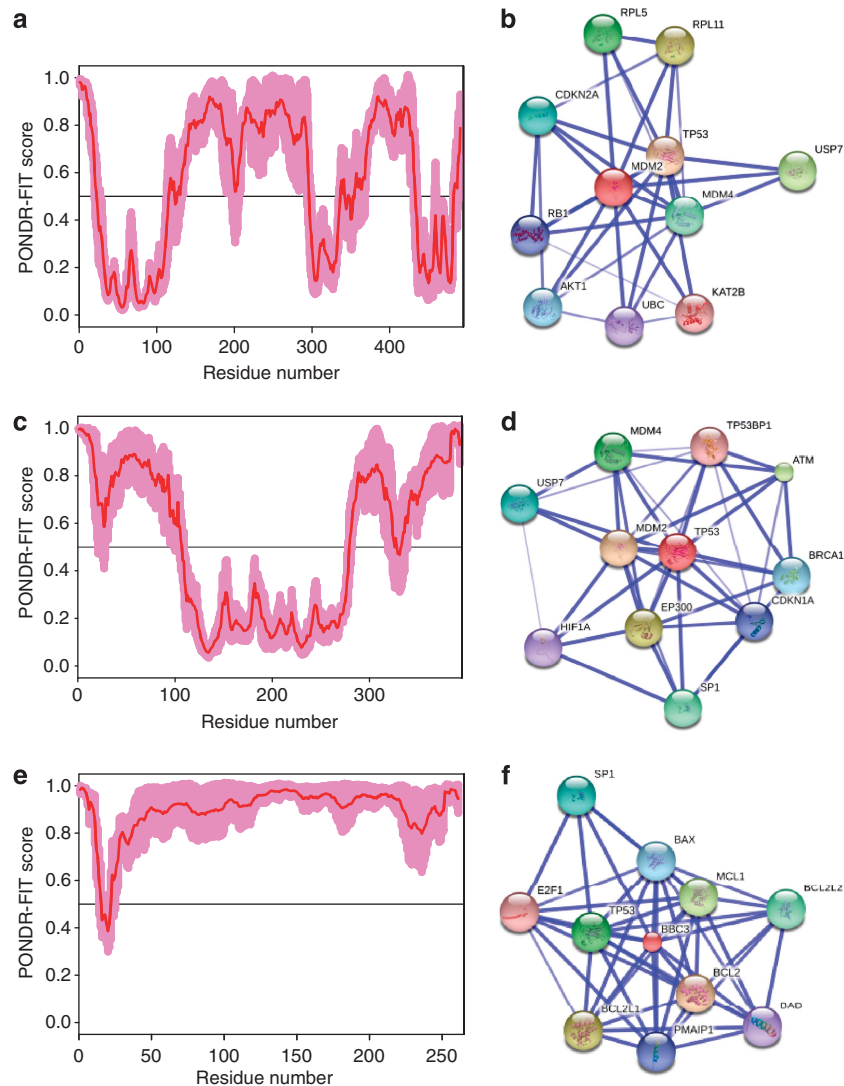 a
PONDR-FIT score
1.0
0.8
0.6
0.4
0.2
0.0
0
100
200
300
400
Residue number
b
RPL5
RPL11
CDKN2A
TP53
USP7
MDM2
MDM4
RB1
AKT1
UBC
KAT2B
c
PONDR-FIT score
1.0
0.8
0.6
0.4
0.2
0.0
0
100
200
300
Residue number
d
MDM4
TP53BP1
ATM
USP7
MDM2
TP53
BRCA1
CDKN1A
EP300
HIF1A
SP1
e
PONDR-FIT score
1.0
0.8
0.6
0.4
0.2
0.0
0
50
100
150
200
250
Residue number
f
SP1
BAX
MCL1
BCL2L2
E2F1
TP53
BBC3
BCL2
BCL2L1
PMAIP1
BAD